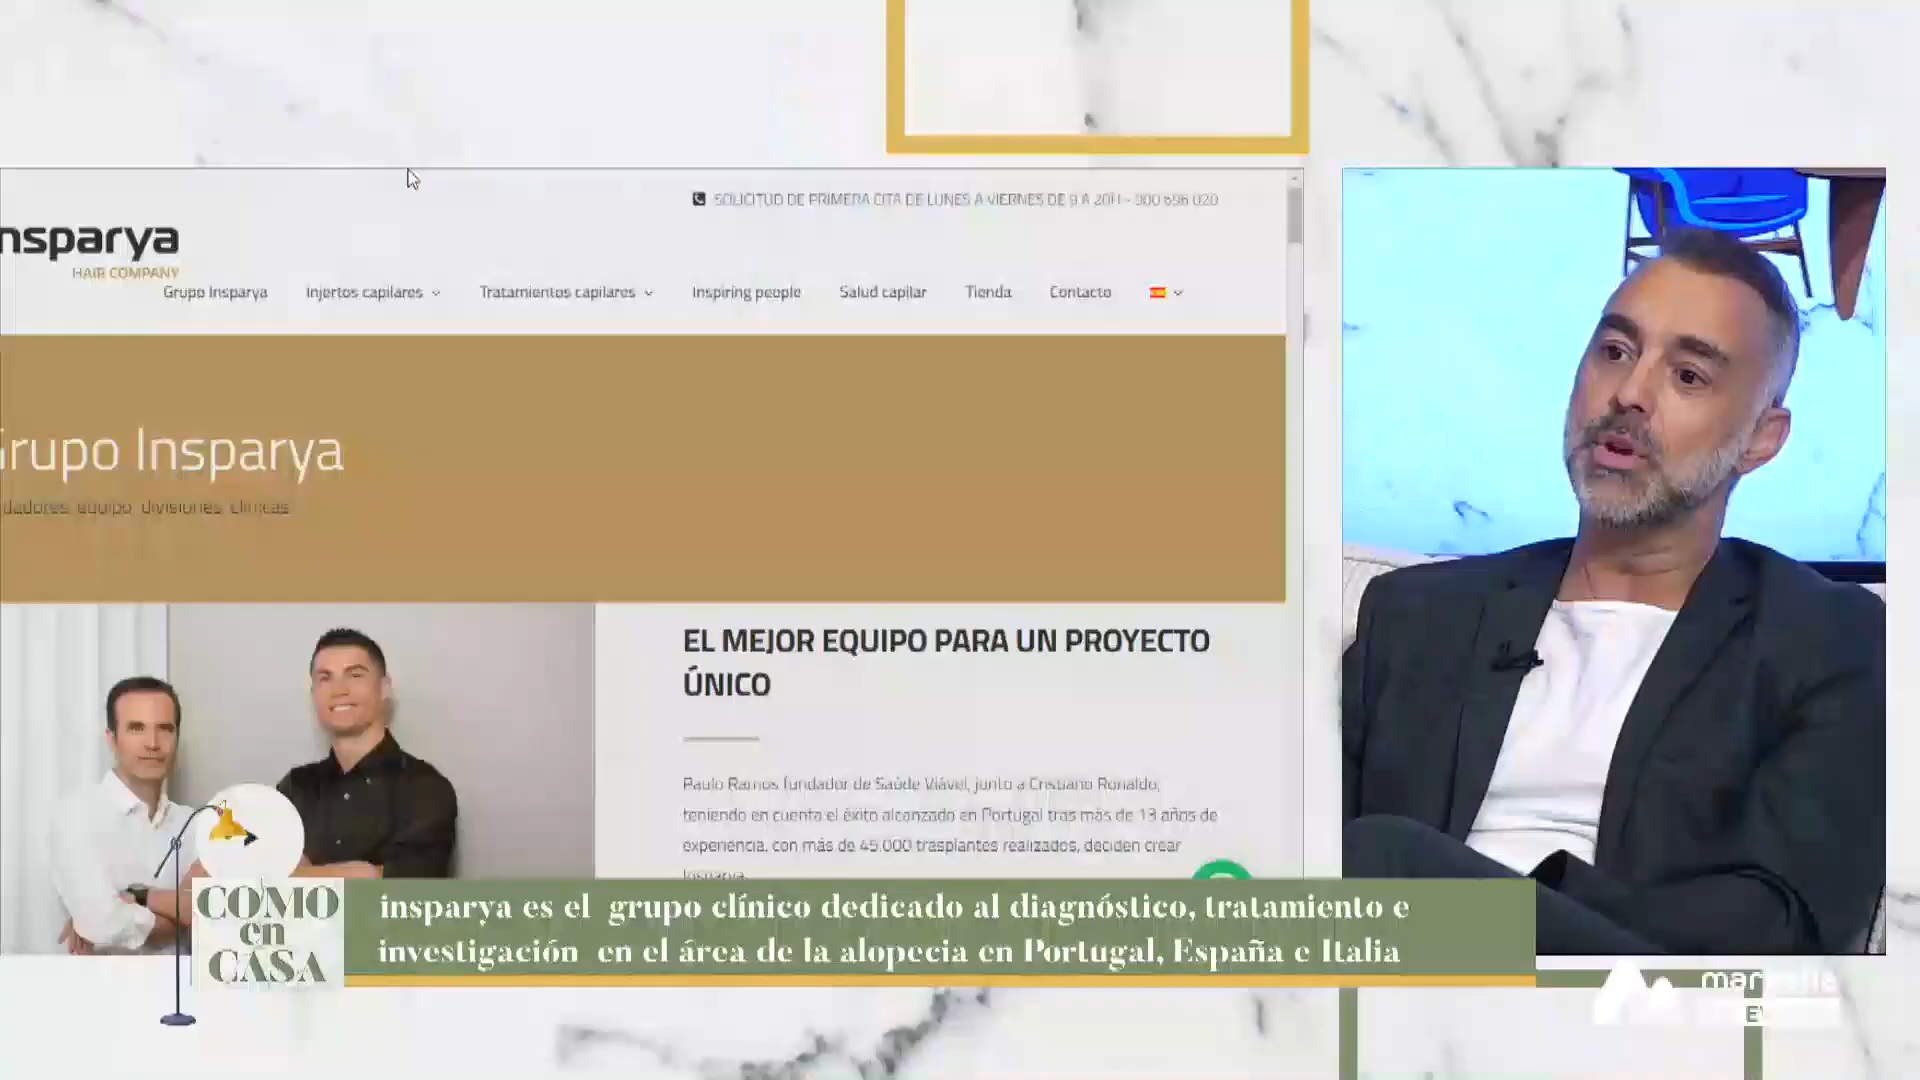 SOLICITUD DE PRIMERA CITA DE LUNES A VIERNES DE 9 A 20H - 900 696 020
nsparya
HAIR COMPANY
Grupo Insparya Injertos capilares Tratamientos capilares Inspiring people Salud capilar Tienda Contacto
Grupo Insparya
dadores, equipo, divisiones, clínicas
EL MEJOR EQUIPO PARA UN PROYECTO
ÚNICO
Paulo Ramos fundador de Saúde Viável, junto a Cristiano Ronaldo,
teniendo en cuenta el éxito alcanzado en Portugal tras más de 13 años de
experiencia, con más de 45.000 trasplantes realizados, deciden crear
Insparya
COMO
en
CASA
insparya es el grupo clínico dedicado al diagnóstico, tratamiento e
investigación en el área de la alopecia en Portugal, España e Italia